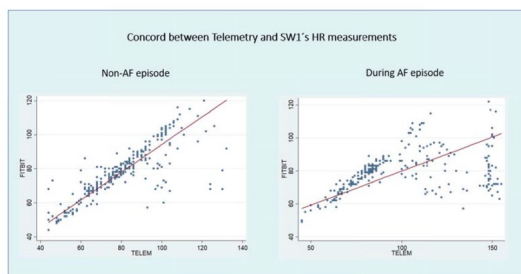 Concord between Telemetry and SW1´s HR measurements
Non-AF episode
During AF episode
120
100
80
60
40
FITBIT
40
60
80
100
120
140
TELEM
120
100
80
60
40
FITBIT
50
100
150
TELEM